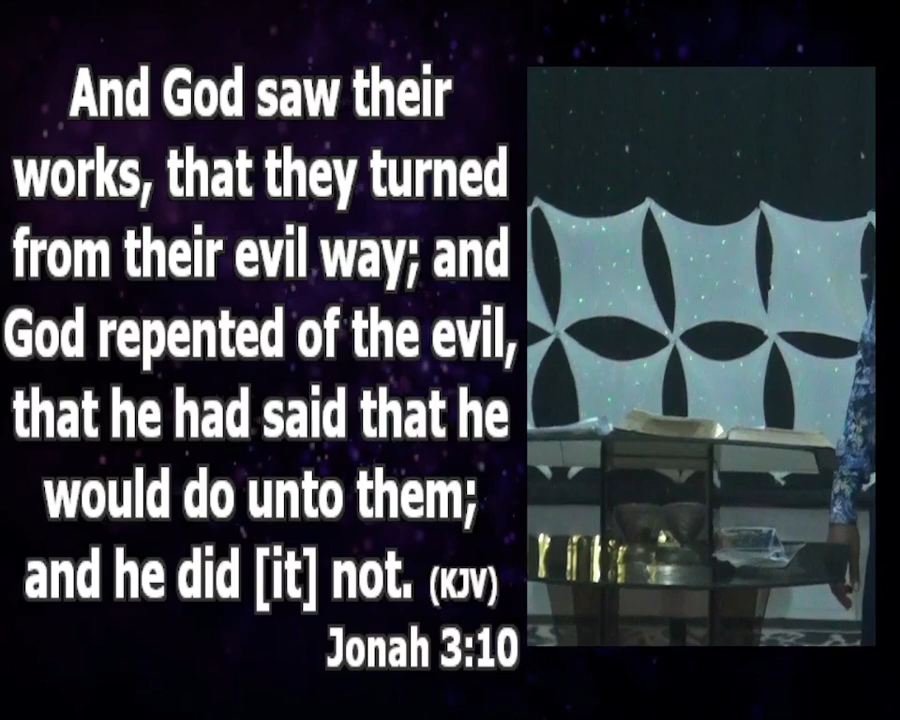 And God saw their
works, that they turned
from their evil way; and
God repented of the evil,
that he had said that he
would do unto them;
and he did [it] not. (KJV)
Jonah 3:10